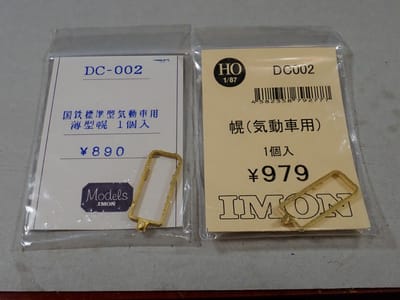 DC-002
国鉄標準型気動車用
薄型幌 1個入
¥890
Models
IMON
HO
1/87
DC002
幌(気動車用)
1個入
¥979
IMON